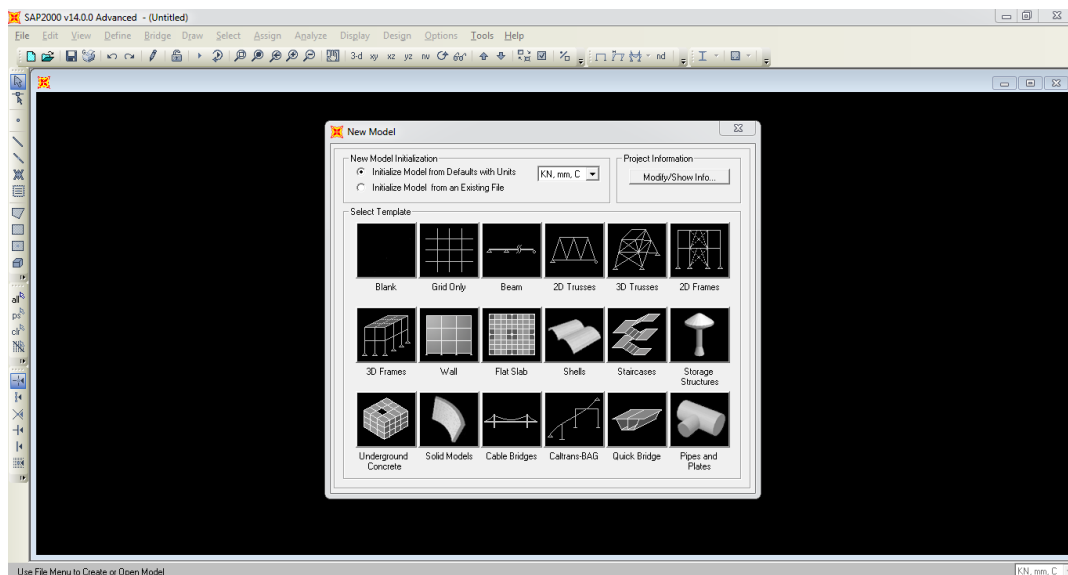 SAP2000 v14.0.0 Advanced - (Untitled)
File Edit View Define Bridge Draw Select Assign Analyze Display Design Options Tools Help
3-d xy xz yz nv nd
New Model
New Model Initialization
Project Information
Initialize Model from Defaults with Units
KN, mm, C
Modify/Show Info...
Initialize Model from an Existing File
Select Template
Blank Grid Only Beam 2D Trusses 3D Trusses 2D Frames
all
ps
clr
3D Frames Wall Flat Slab Shells Staircases Storage
Structures
Underground Solid Models Cable Bridges Caltrans-BAG Quick Bridge Pipes and
Concrete Plates
Use File Menu to Create or Open Model
KN, mm, C